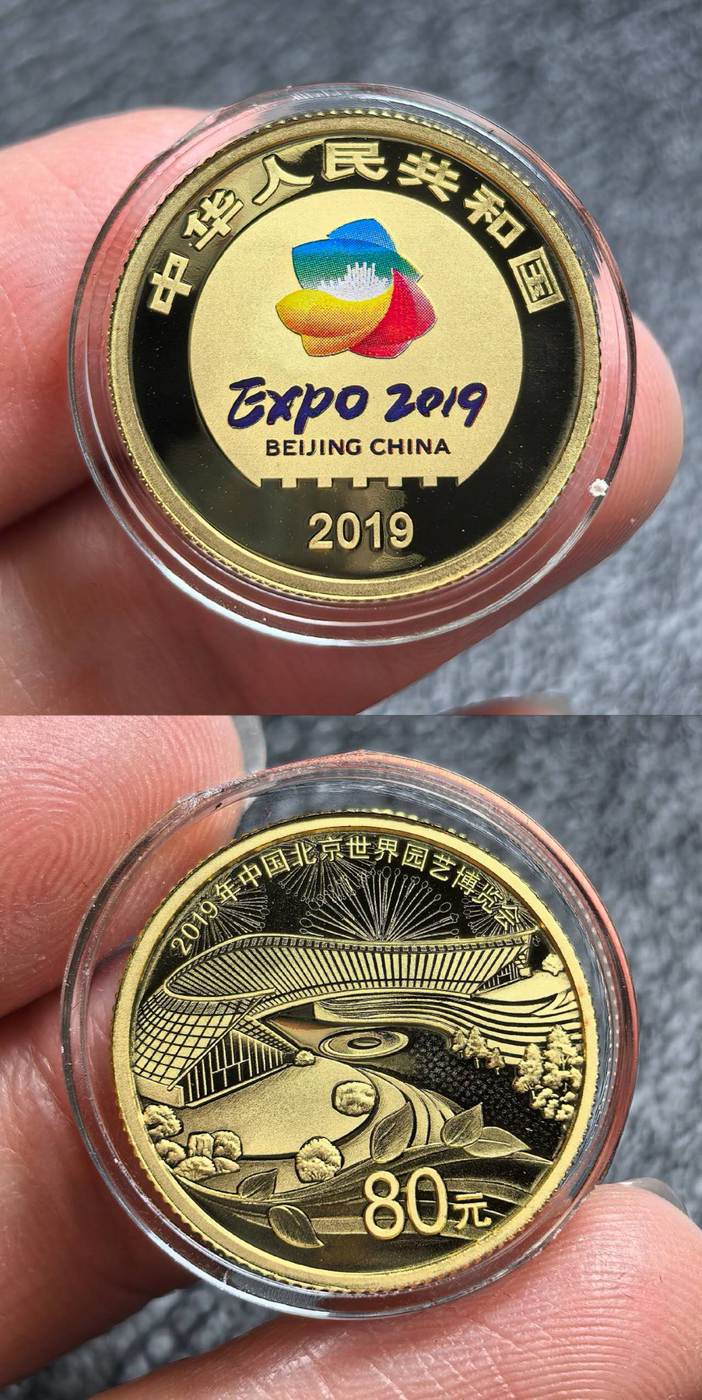 中华人民共和国
EXPO 2019
BEIJING CHINA
2019
2019年中国北京世界园艺博览会
80元